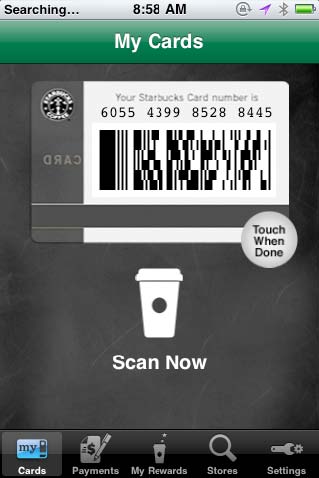 Searching... 8:58 AM
My Cards
Your Starbucks Card number is
6055 4399 8528 8445
CARD
Touch
When
Done
Scan Now
my
Cards Payments My Rewards Stores Settings